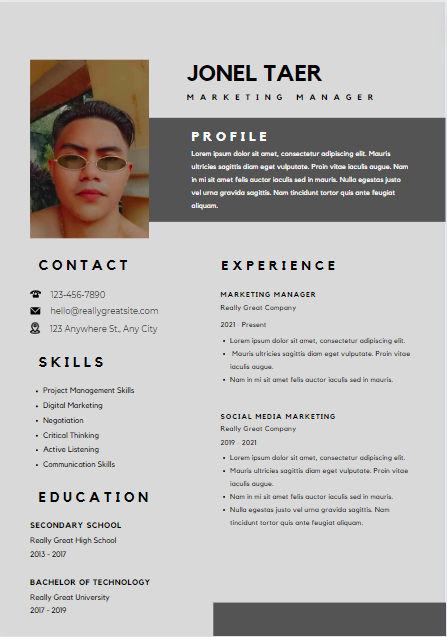 JONEL TAER
MARKETING MANAGER
PROFILE
Lorem ipsum dolor sit amet, consectetur adipiscing elit. Mauris
ultricies sagittis diam eget vulputate. Proin vitae aliquam lacus. Nam
in mi sit amet felis auctor iaculis sed in mauris. Nulla egestas justo
vel urna gravida sagittis. Nam tincidunt tortor quis ante feugiat
aliquam.
CONTACT
123-456-7890
hello@reallygreatsite.com
123 Anywhere St., Any City
SKILLS
Project Management Skills
Digital Marketing
Negotiation
Critical Thinking
Active Listening
Communication Skills
EDUCATION
SECONDARY SCHOOL
Really Great High School
2013 - 2017
BACHELOR OF TECHNOLOGY
Really Great University
2017 - 2019
EXPERIENCE
MARKETING MANAGER
Really Great Company
2021 - Present
Lorem ipsum dolor sit amet, consectetur adipiscing elit.
Mauris ultricies sagittis diam eget vulputate. Proin vitae
iaculis augue.
Nam in mi sit amet felis auctor iaculis sed in mauris.
SOCIAL MEDIA MARKETING
Really Great Company
2019 - 2021
Lorem ipsum dolor sit amet, consectetur adipiscing elit.
Mauris ultricies sagittis diam eget vulputate. Proin vitae
iaculis augue.
Nam in mi sit amet felis auctor iaculis sed in mauris.
Nulla egestas justo vel urna gravida sagittis. Nam
tincidunt tortor quis ante feugiat aliquam.